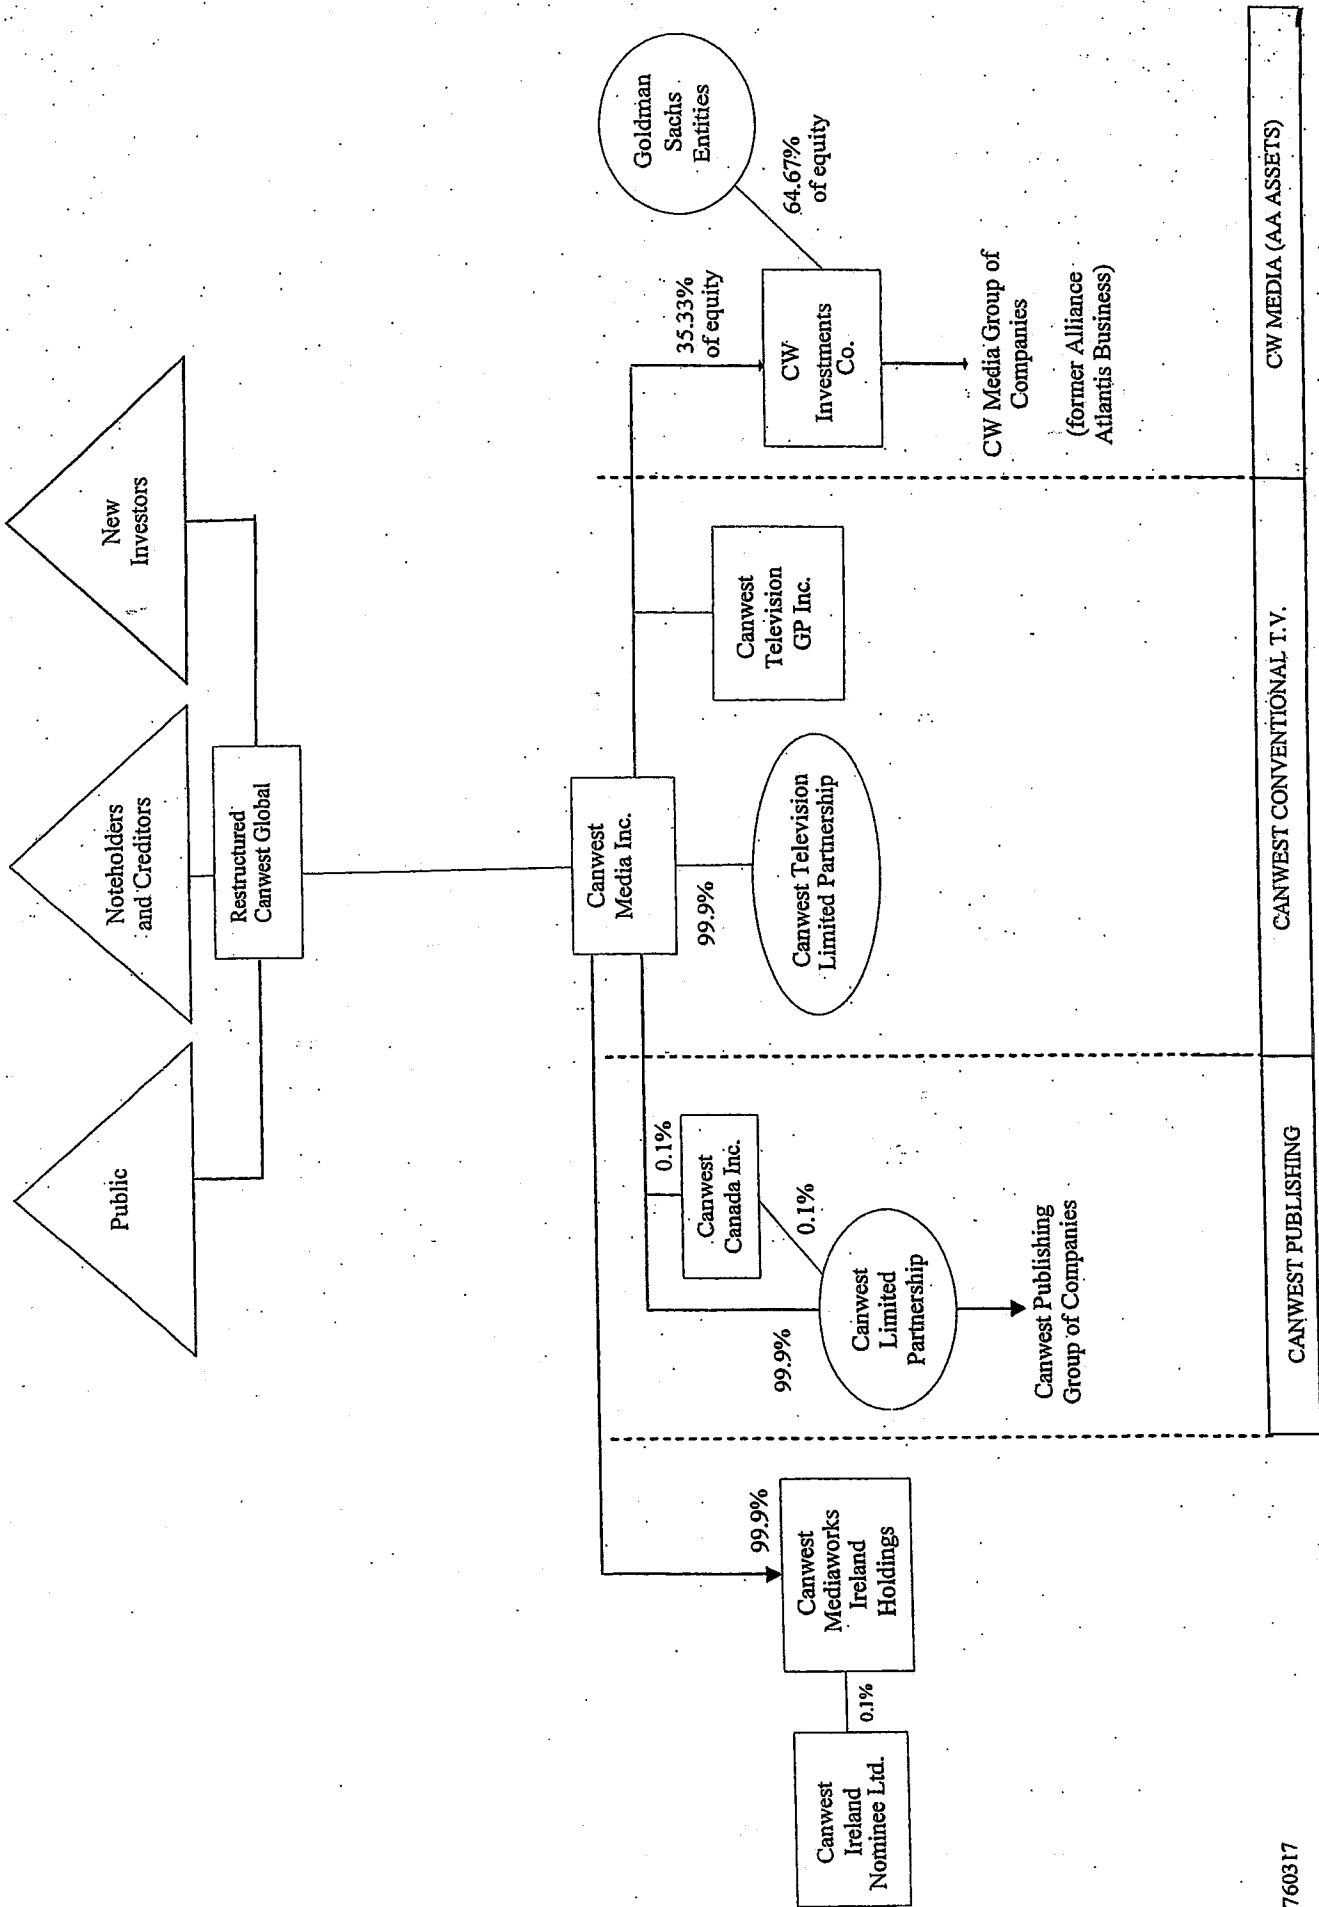 Public
Noteholders
and Creditors
New
Investors
Restructured
Canwest Global
Canwest
Media Inc.
99.9%
Canwest
Ireland
Nominee Ltd.
0.1%
Canwest
Mediaworks
Ireland
Holdings
0.1%
Canwest
Canada Inc.
0.1%
99.9%
Canwest
Limited
Partnership
Canwest Publishing
Group of Companies
99.9%
Canwest Television
Limited Partnership
Canwest
Television
GP Inc.
35.33%
of equity
CW
Investments
Co.
64.67%
of equity
Goldman
Sachs
Entities
CW Media Group of
Companies
(former Alliance
Atlantis Business)
CANWEST PUBLISHING
CANWEST CONVENTIONAL T.V.
CW MEDIA (AA ASSETS)
760317